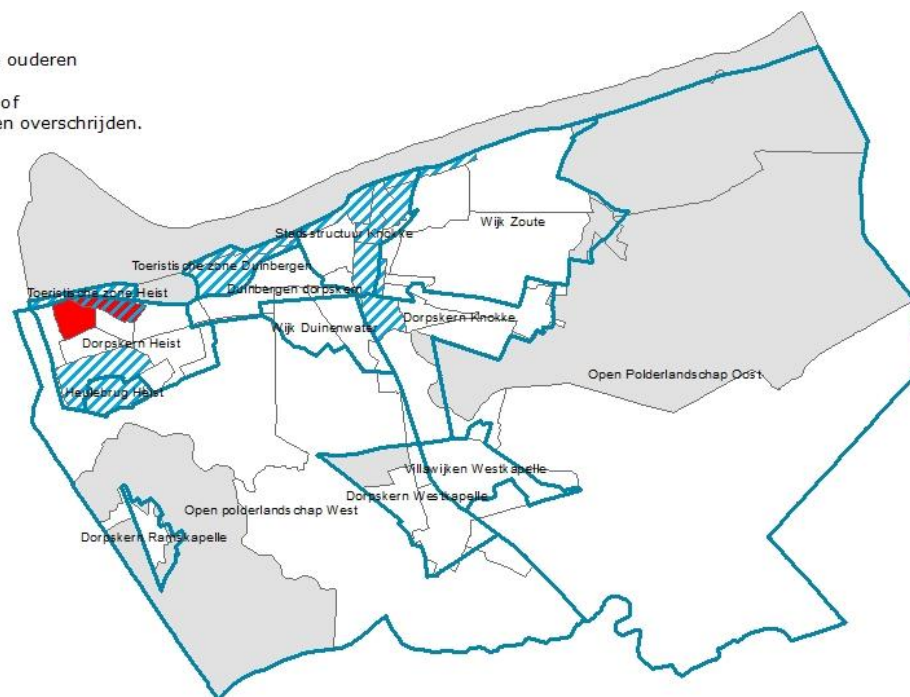 ouderen
of
en overschrijden.
Wijk Zoute
Stadsstructuur Knokke
Toeristische zone Duinbergen
Duinbergen dorpskern
Toeristische zone Heist
Dorpskern Knokke
Wijk Duinenwater
Dorpskern Heist
Open Polderlandschap Oost
Heulebrug Heist
Villawijken Westkapelle
Dorpskern Westkapelle
Open polderlandschap West
Dorpskern Ramskapelle